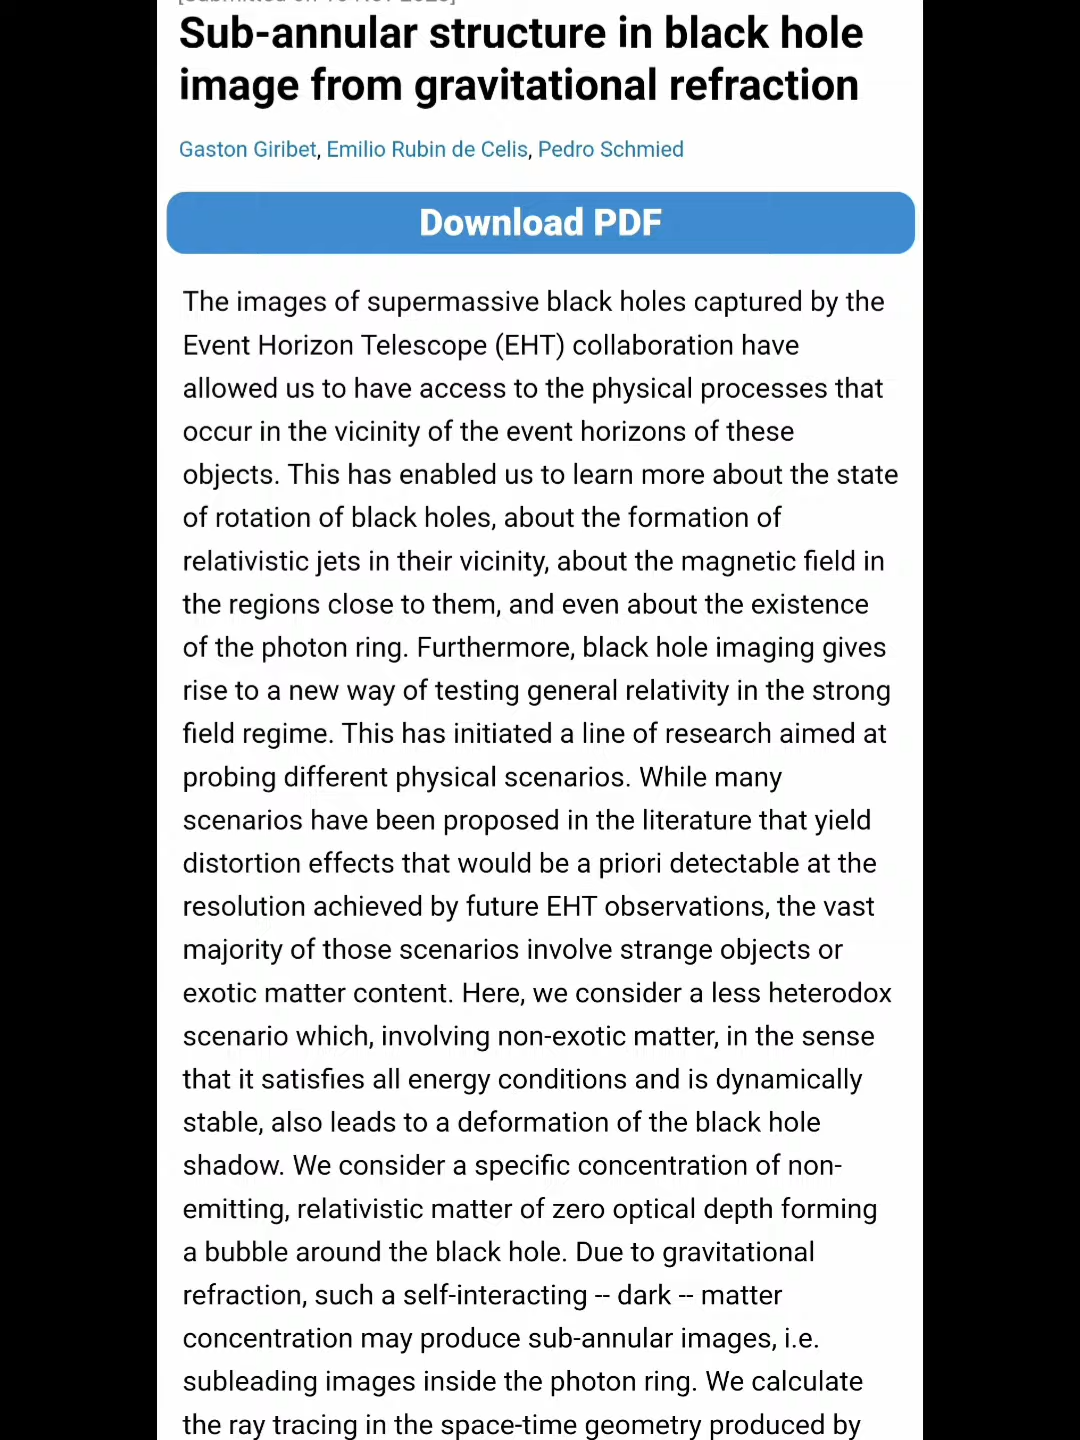 Sub-annular structure in black hole
image from gravitational refraction
Gaston Giribet, Emilio Rubin de Celis, Pedro Schmied
Download PDF
The images of supermassive black holes captured by the
Event Horizon Telescope (EHT) collaboration have
allowed us to have access to the physical processes that
occur in the vicinity of the event horizons of these
objects. This has enabled us to learn more about the state
of rotation of black holes, about the formation of
relativistic jets in their vicinity, about the magnetic field in
the regions close to them, and even about the existence
of the photon ring. Furthermore, black hole imaging gives
rise to a new way of testing general relativity in the strong
field regime. This has initiated a line of research aimed at
probing different physical scenarios. While many
scenarios have been proposed in the literature that yield
distortion effects that would be a priori detectable at the
resolution achieved by future EHT observations, the vast
majority of those scenarios involve strange objects or
exotic matter content. Here, we consider a less heterodox
scenario which, involving non-exotic matter, in the sense
that it satisfies all energy conditions and is dynamically
stable, also leads to a deformation of the black hole
shadow. We consider a specific concentration of non-
emitting, relativistic matter of zero optical depth forming
a bubble around the black hole. Due to gravitational
refraction, such a self-interacting -- dark -- matter
concentration may produce sub-annular images, i.e.
subleading images inside the photon ring. We calculate
the ray tracing in the space-time geometry produced by